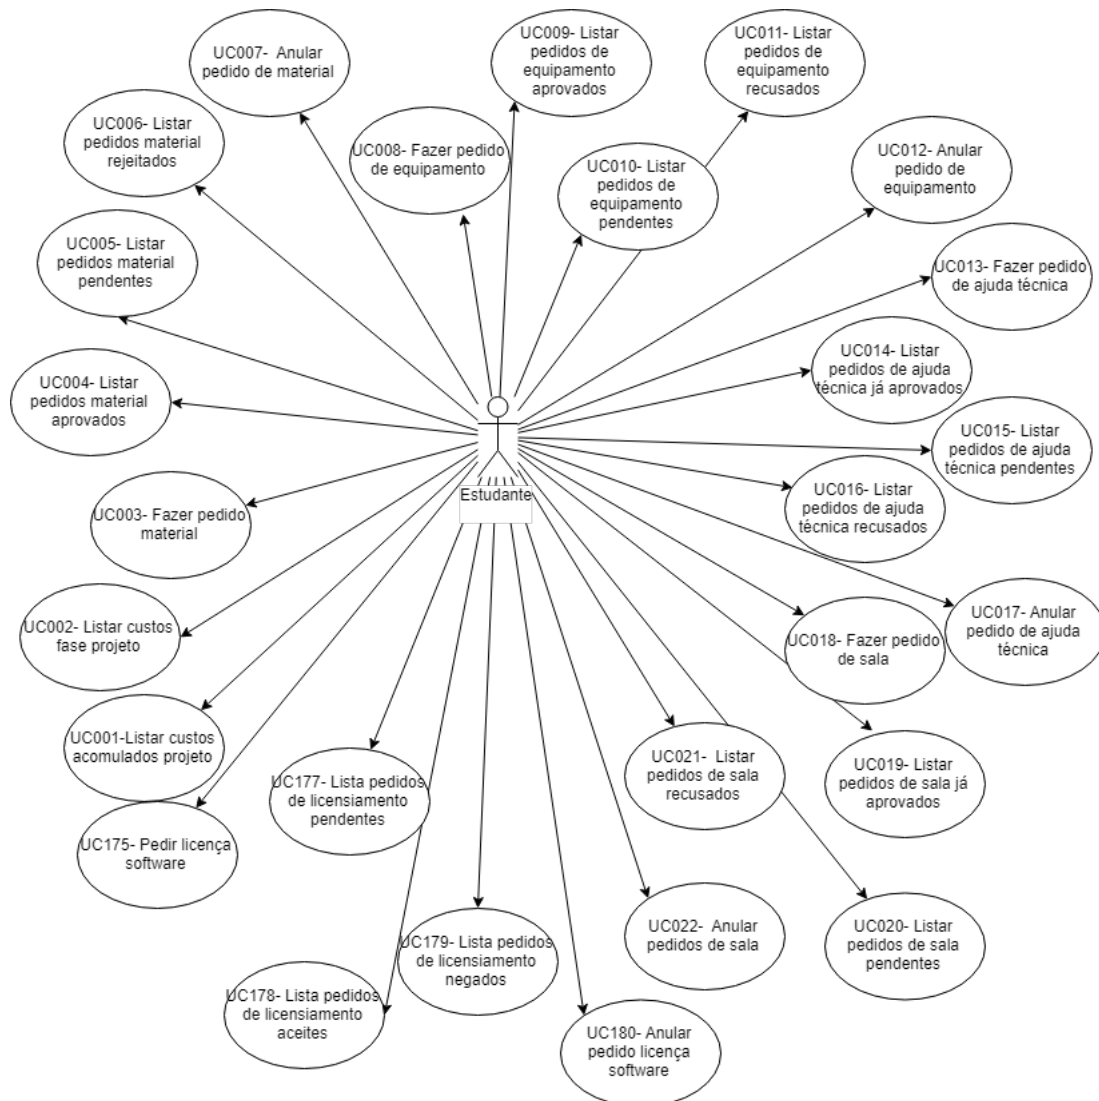 UC007-  Anular
pedido de material
UC009- Listar
pedidos de
equipamento
aprovados
UC011- Listar
pedidos de
equipamento
recusados
UC006- Listar
pedidos material
rejeitados
UC008- Fazer pedido
de equipamento
UC010- Listar
pedidos de
equipamento
pendentes
UC012- Anular
pedido de
equipamento
UC005- Listar
pedidos material
pendentes
UC013- Fazer pedido
de ajuda técnica
UC004- Listar
pedidos material
aprovados
UC014- Listar
pedidos de ajuda
técnica já aprovados
UC015- Listar
pedidos de ajuda
técnica pendentes
Estudante
UC016- Listar
pedidos de ajuda
técnica recusados
UC003- Fazer pedido
material
UC002- Listar custos
fase projeto
UC018- Fazer pedido
de sala
UC017- Anular
pedido de ajuda
técnica
UC001-Listar custos
acomulados projeto
UC177- Lista pedidos
de licensiamento
pendentes
UC021-  Listar
pedidos de sala
recusados
UC019- Listar
pedidos de sala já
aprovados
UC175- Pedir licença
software
UC179- Lista pedidos
de licensiamento
negados
UC022-  Anular
pedidos de sala
UC020- Listar
pedidos de sala
pendentes
UC178- Lista pedidos
de licensiamento
aceites
UC180- Anular
pedido licença
software